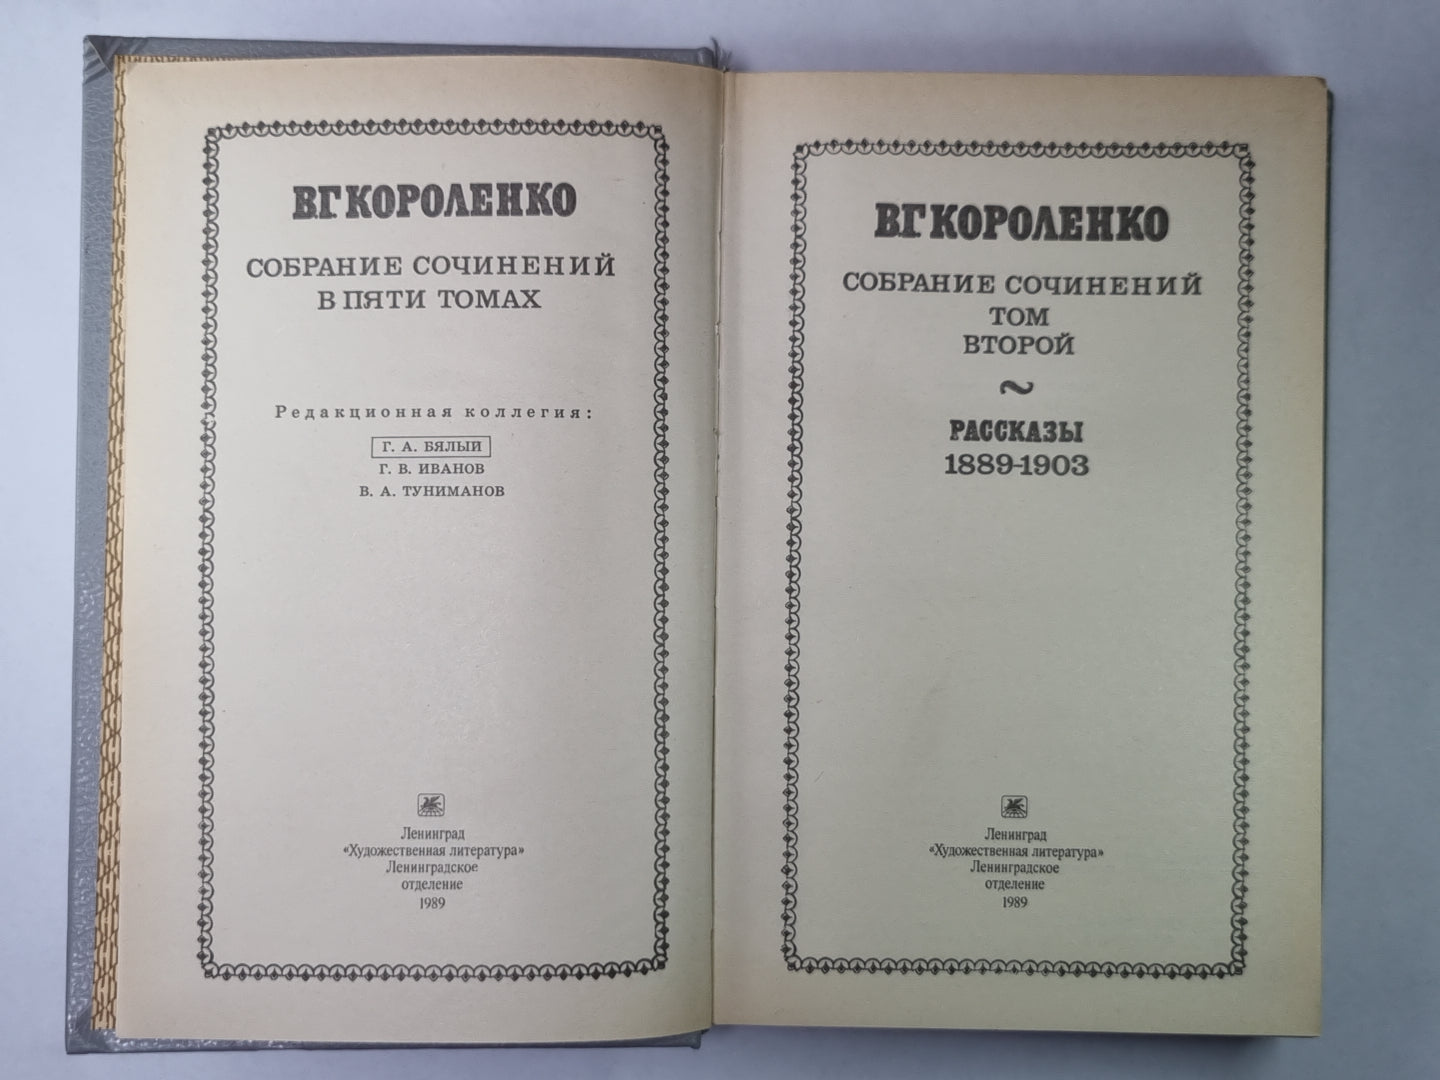 В.Г.КОРОЛЕНКО
СОБРАНИЕ СОЧИНЕНИЙ
В ПЯТИ ТОМАХ
Редакционная коллегия:
Г. А. БЯЛЫЙ
Г. В. ИВАНОВ
В. А. ТУНИМАНОВ
Ленинград
«Художественная литература»
Ленинградское
отделение
1989
В.Г КОРОЛЕНКО
СОБРАНИЕ СОЧИНЕНИЙ
ТОМ
ВТОРОЙ
~
РАССКАЗЫ
1889-1903
Ленинград
«Художественная литература»
Ленинградское
отделение
1989